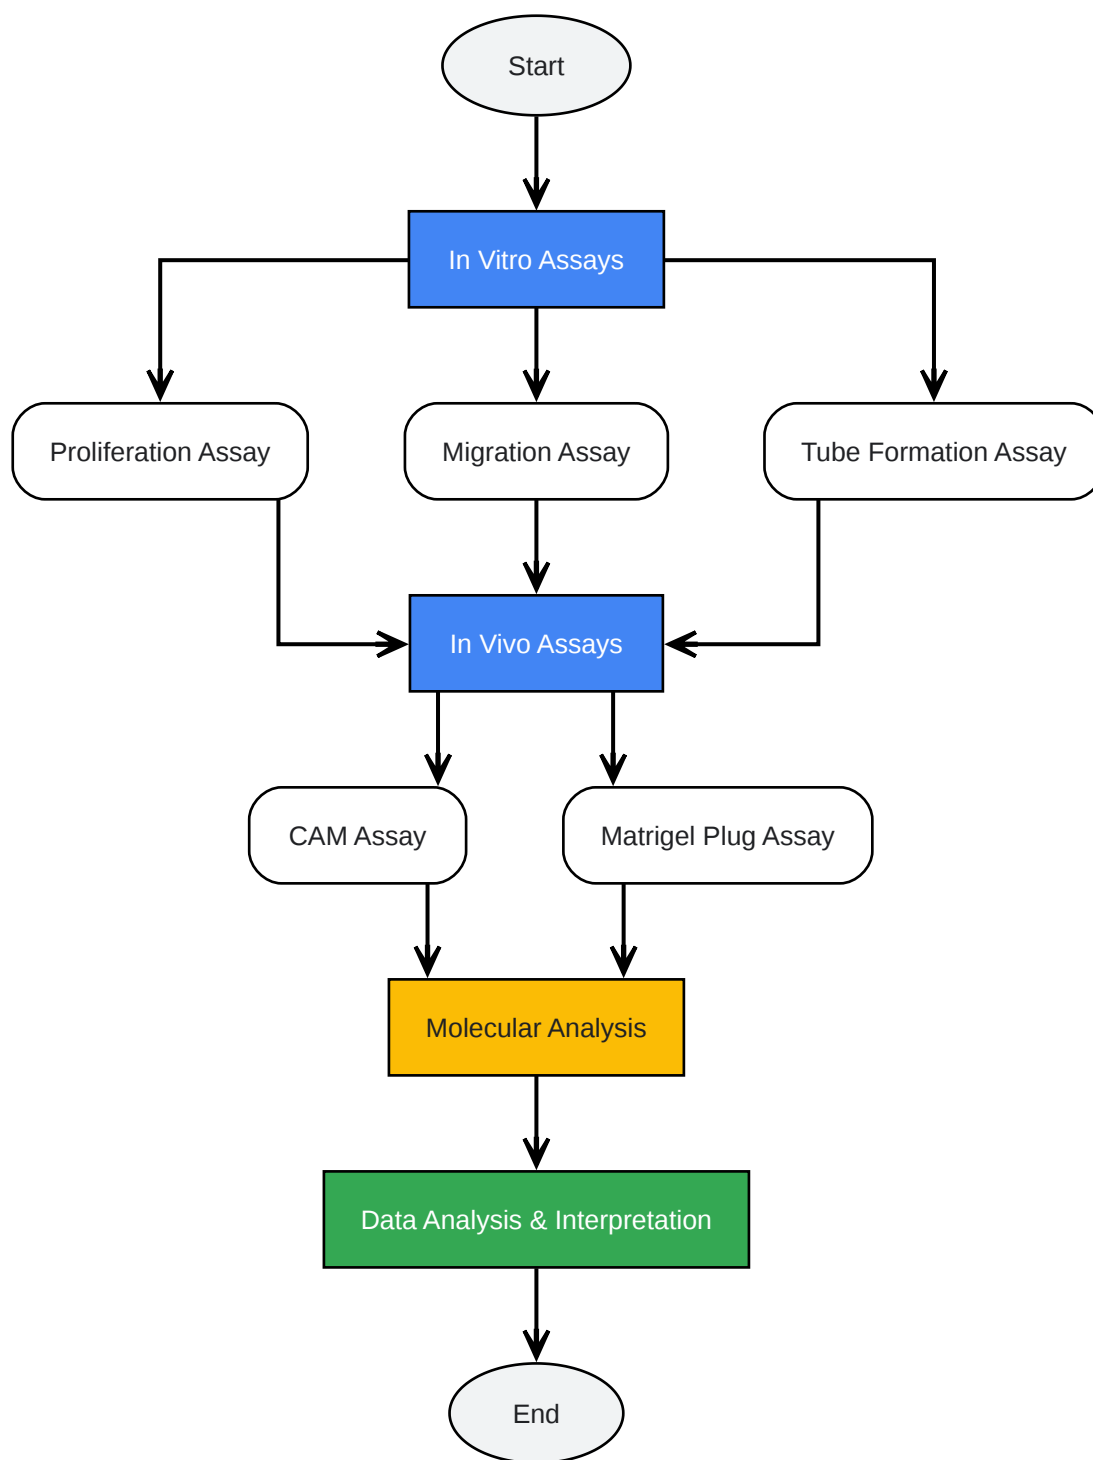 Start
In Vitro Assays
Proliferation Assay
Migration Assay
Tube Formation Assay
In Vivo Assays
CAM Assay
Matrigel Plug Assay
Molecular Analysis
Data Analysis & Interpretation
End